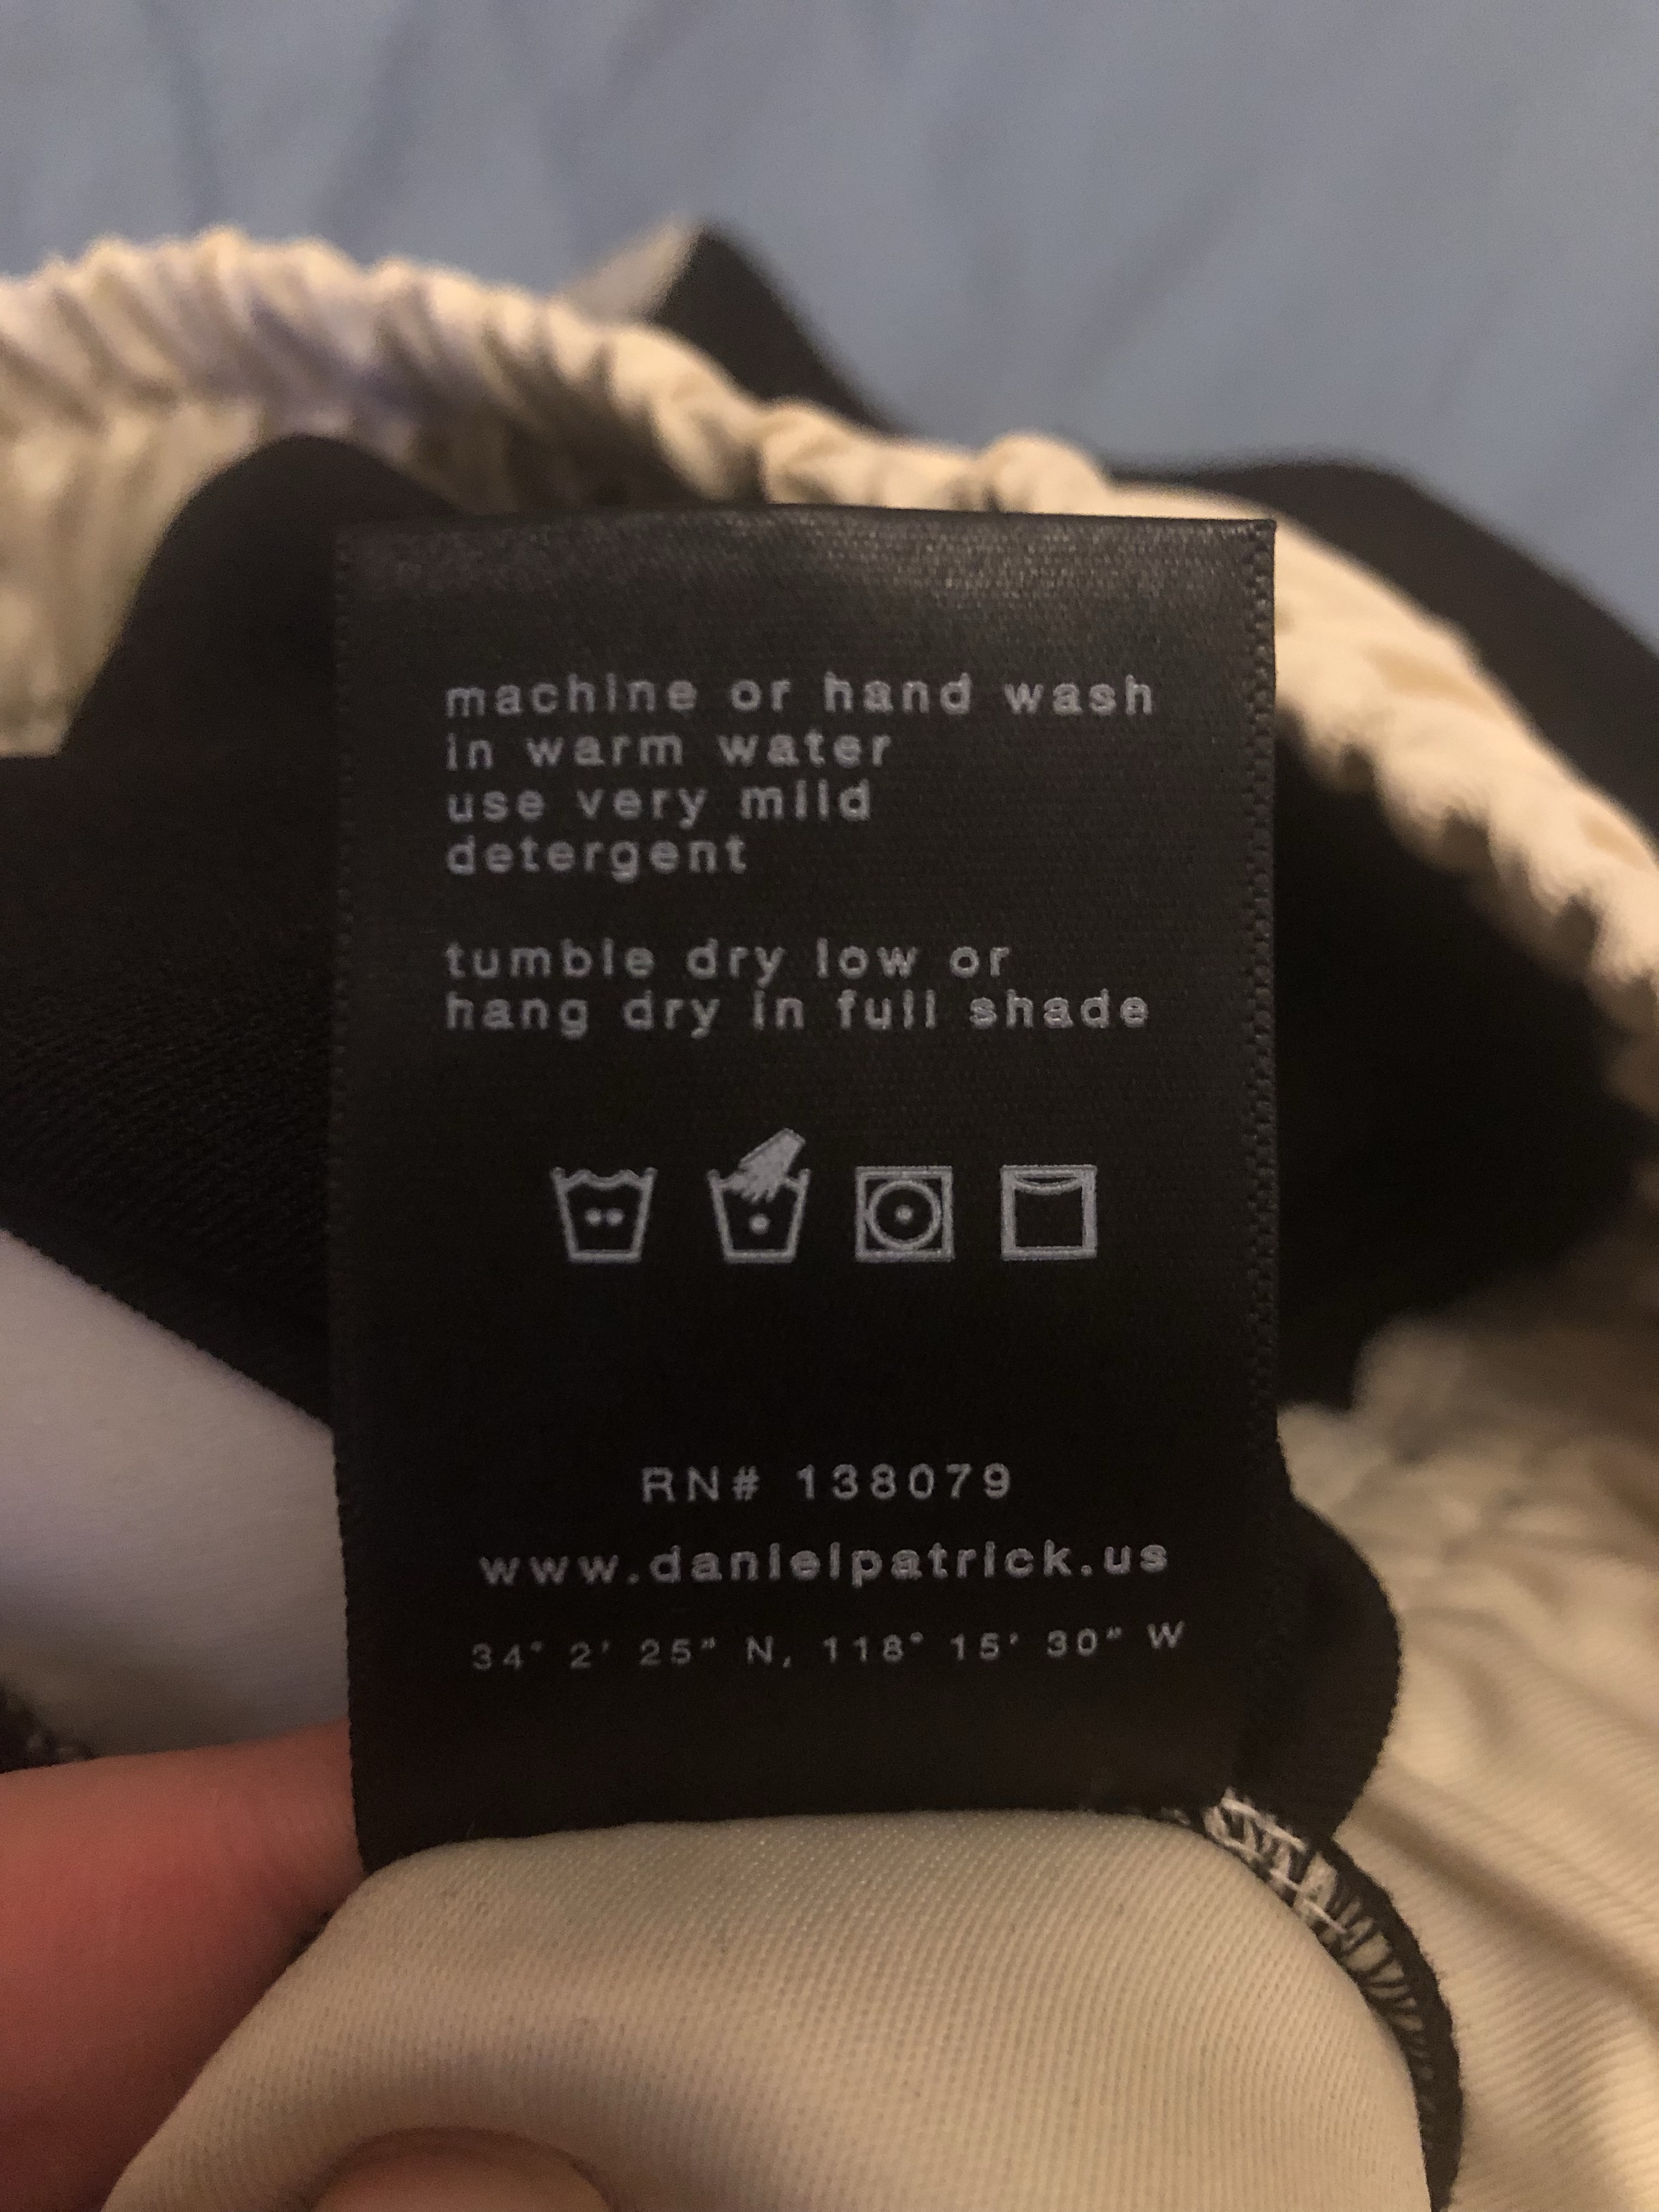 machine or hand wash
in warm water
use very mild
detergent
tumble dry low or
hang dry in full shade
RN# 138079
www.danielpatrick.us
34° 2' 25" N, 118° 15' 30" W